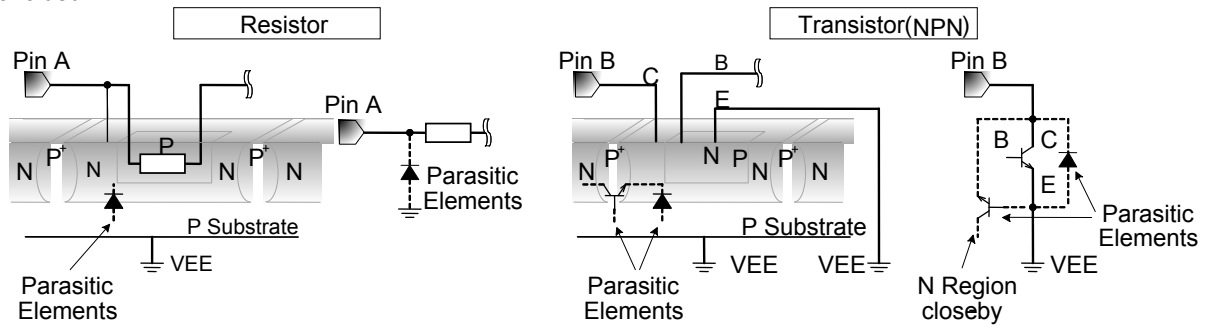 Resistor
Transistor(NPN)
Pin A
Pin A
Pin B
C
B
E
Pin B
N
P+
N
P
P+
N
Parasitic
Elements
N
P+
N
P
P+
N
B
C
E
P Substrate
VEE
Parasitic
Elements
P Substrate
VEE
VEE
Parasitic
Elements
VEE
N Region
closeby
Parasitic
Elements